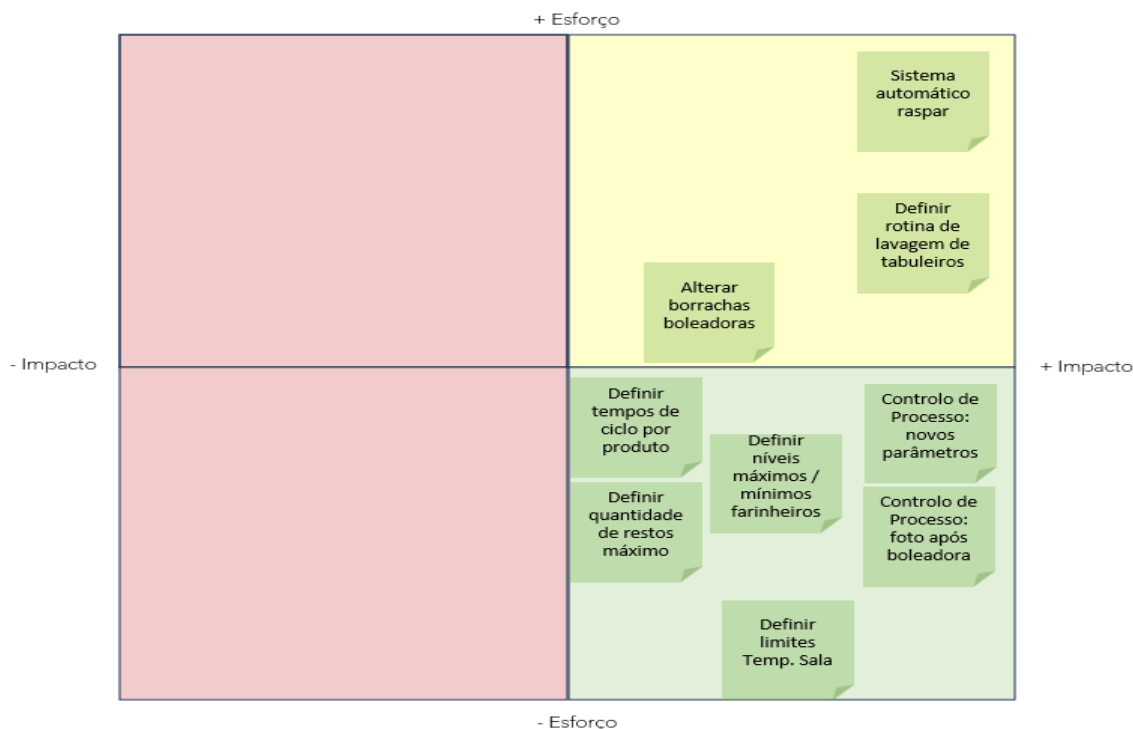 + Esforço
Sistema
automático
raspar
Definir
rotina de
lavagem de
tabuleiros
Alterar
borrachas
boleadoras
- Impacto
+ Impacto
Definir
tempos de
ciclo por
produto
Definir
níveis
máximos /
mínimos
farinheiros
Controlo de
Processo:
novos
parâmetros
Definir
quantidade
de restos
máximo
Controlo de
Processo:
foto após
boleadora
Definir
limites
Temp. Sala
- Esforço